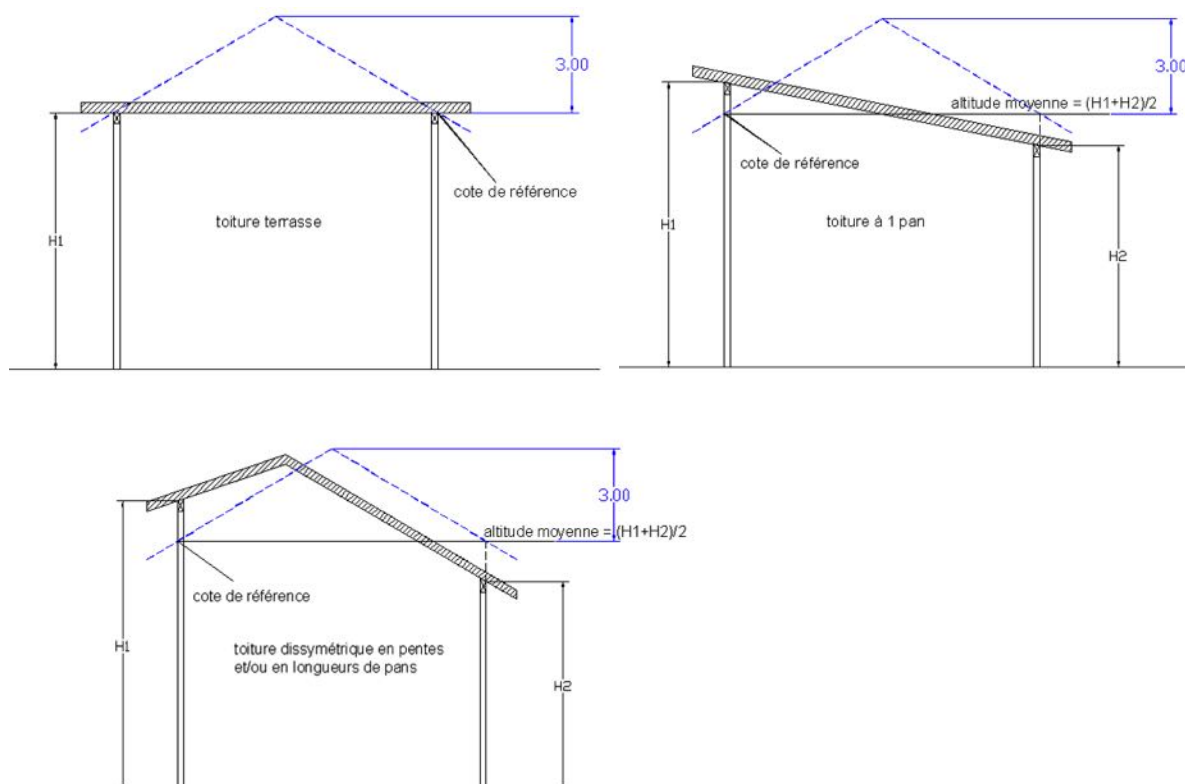 3.00
cote de référence
toiture terrasse
H1
3.00
altitude moyenne = (H1+H2)/2
cote de référence
toiture à 1 pan
H1
H2
3.00
altitude moyenne = (H1+H2)/2
cote de référence
toiture dissymétrique en pentes
et/ou en longueurs de pans
H1
H2